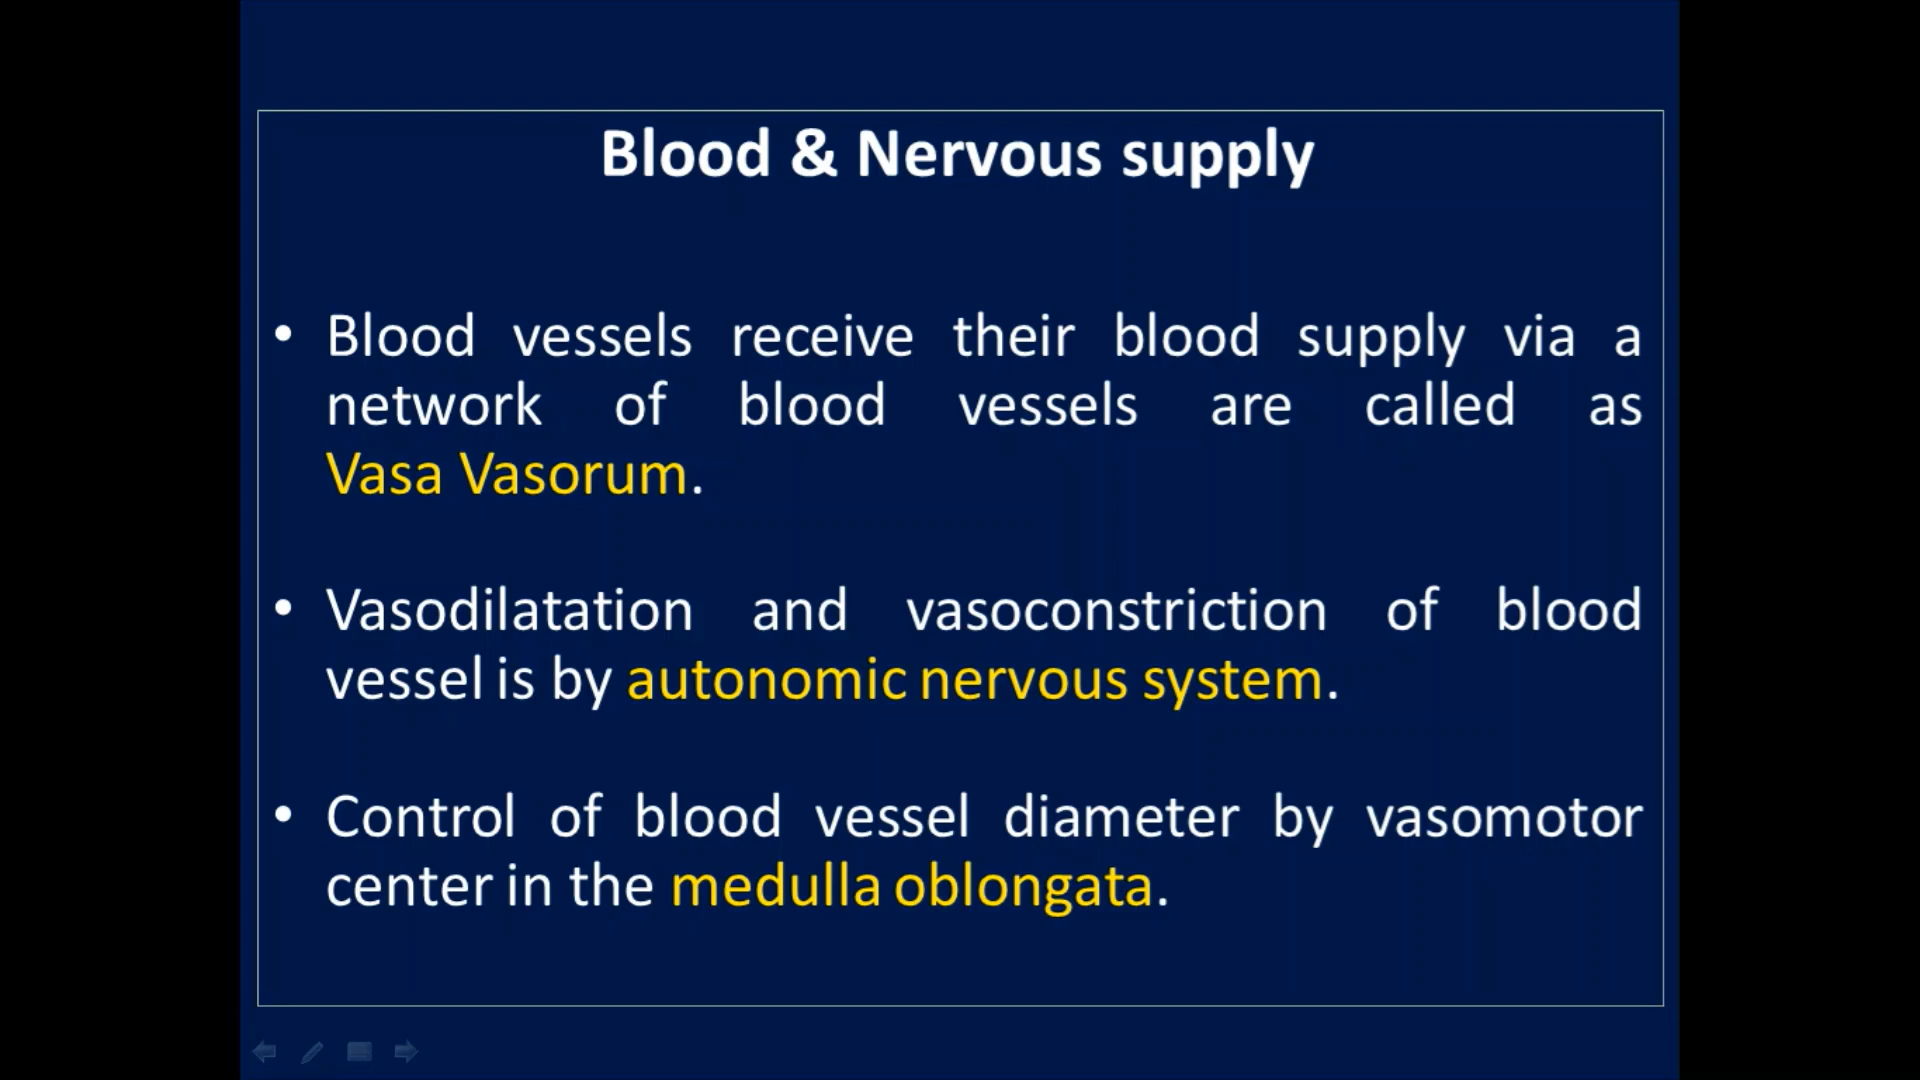 Blood & Nervous supply
• Blood vessels receive their blood supply via a
network of blood vessels are called as
Vasa Vasorum.
• Vasodilatation and vasoconstriction of blood
vessel is by autonomic nervous system.
• Control of blood vessel diameter by vasomotor
center in the medulla oblongata.